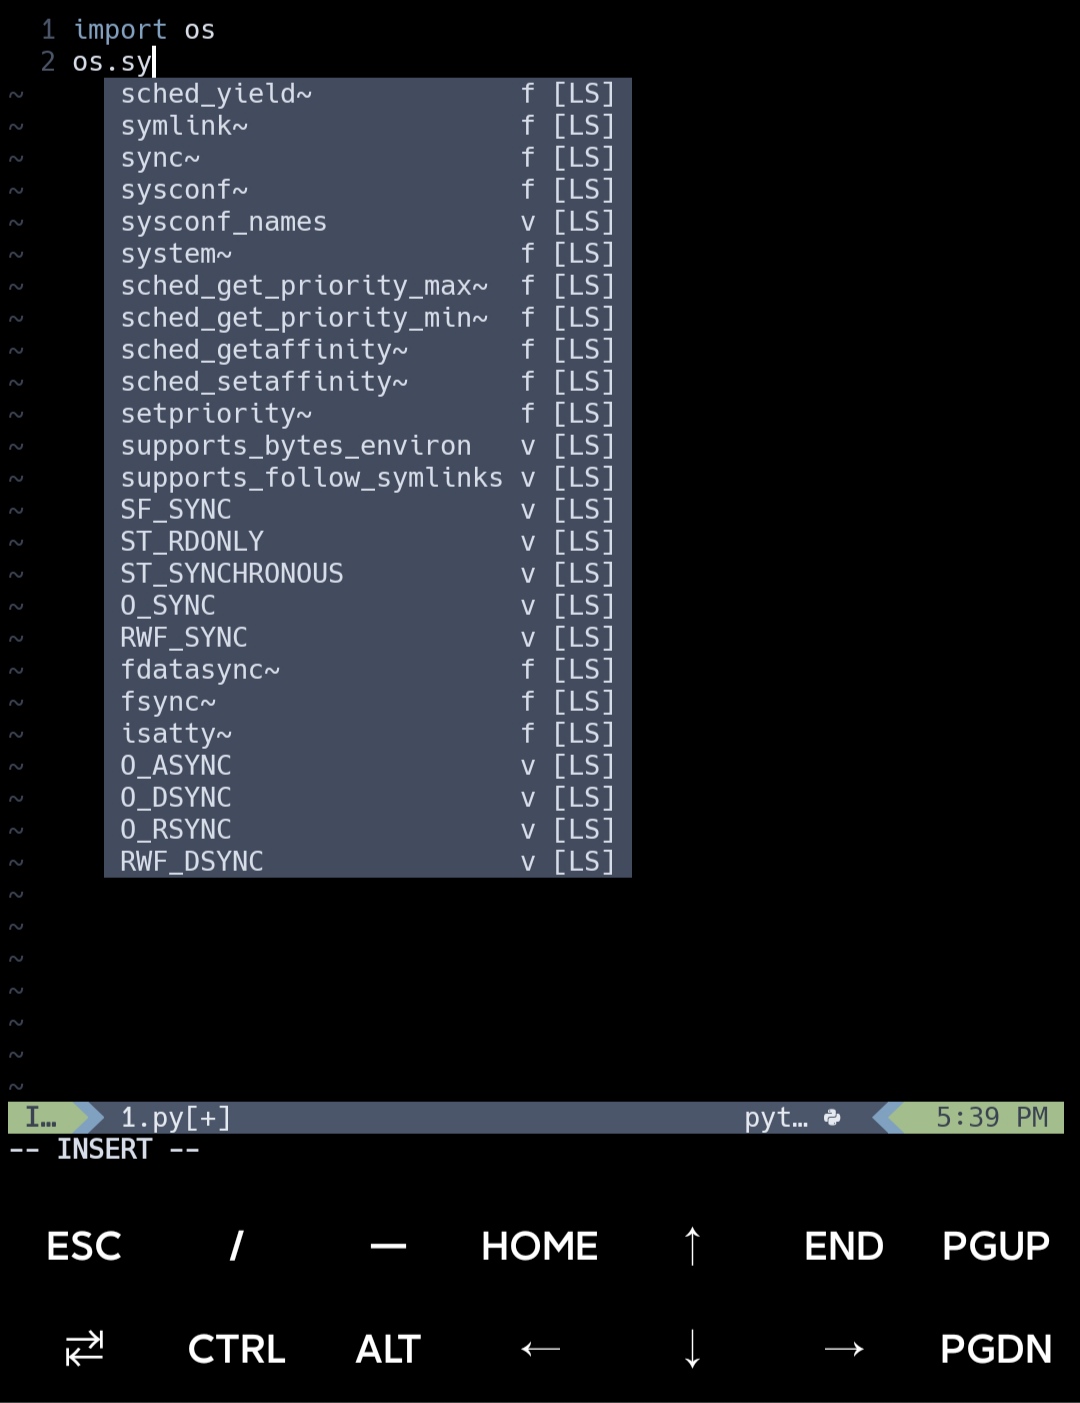 1 import os
2 os.sy
~ sched_yield~ f [LS]
~ symlink~ f [LS]
~ sync~ f [LS]
~ sysconf~ f [LS]
~ sysconf_names v [LS]
~ system~ f [LS]
~ sched_get_priority_max~ f [LS]
~ sched_get_priority_min~ f [LS]
~ sched_getaffinity~ f [LS]
~ sched_setaffinity~ f [LS]
~ setpriority~ f [LS]
~ supports_bytes_environ v [LS]
~ supports_follow_symlinks v [LS]
~ SF_SYNC v [LS]
~ ST_RDONLY v [LS]
~ ST_SYNCHRONOUS v [LS]
~ O_SYNC v [LS]
~ RWF_SYNC v [LS]
~ fdatasync~ f [LS]
~ fsync~ f [LS]
~ isatty~ f [LS]
~ O_ASYNC v [LS]
~ O_DSYNC v [LS]
~ O_RSYNC v [LS]
~ RWF_DSYNC v [LS]
~
~
~
~
~
~
~
I… 1.py[+] pyt… 5:39 PM
-- INSERT --
ESC / — HOME ↑ END PGUP
CTRL ALT ← ↓ → PGDN